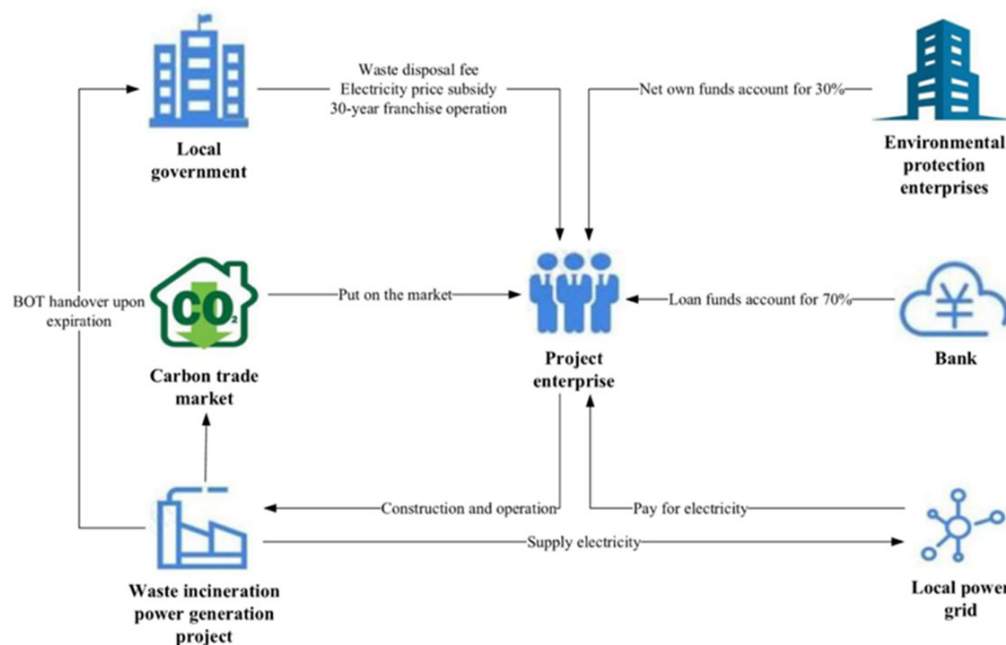 Waste disposal fee
Electricity price subsidy
30-year franchise operation
Net own funds account for 30%
Local
government
Environmental
protection
enterprises
BOT handover upon
expiration
CO2
Put on the market
Loan funds account for 70%
¥
Carbon trade
market
Project
enterprise
Bank
Construction and operation
Pay for electricity
Supply electricity
Waste incineration
power generation
project
Local power
grid